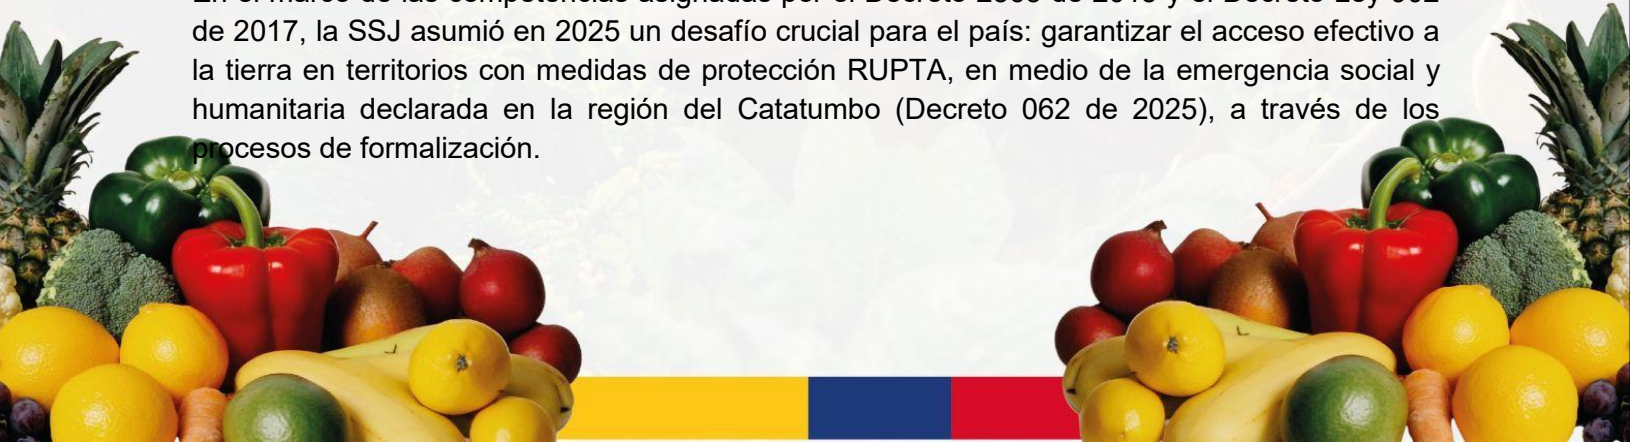 de 2017, la SSJ asumió en 2025 un desafío crucial para el país: garantizar el acceso efectivo a
la tierra en territorios con medidas de protección RUPTA, en medio de la emergencia social y
humanitaria declarada en la región del Catatumbo (Decreto 062 de 2025), a través de los
procesos de formalización.